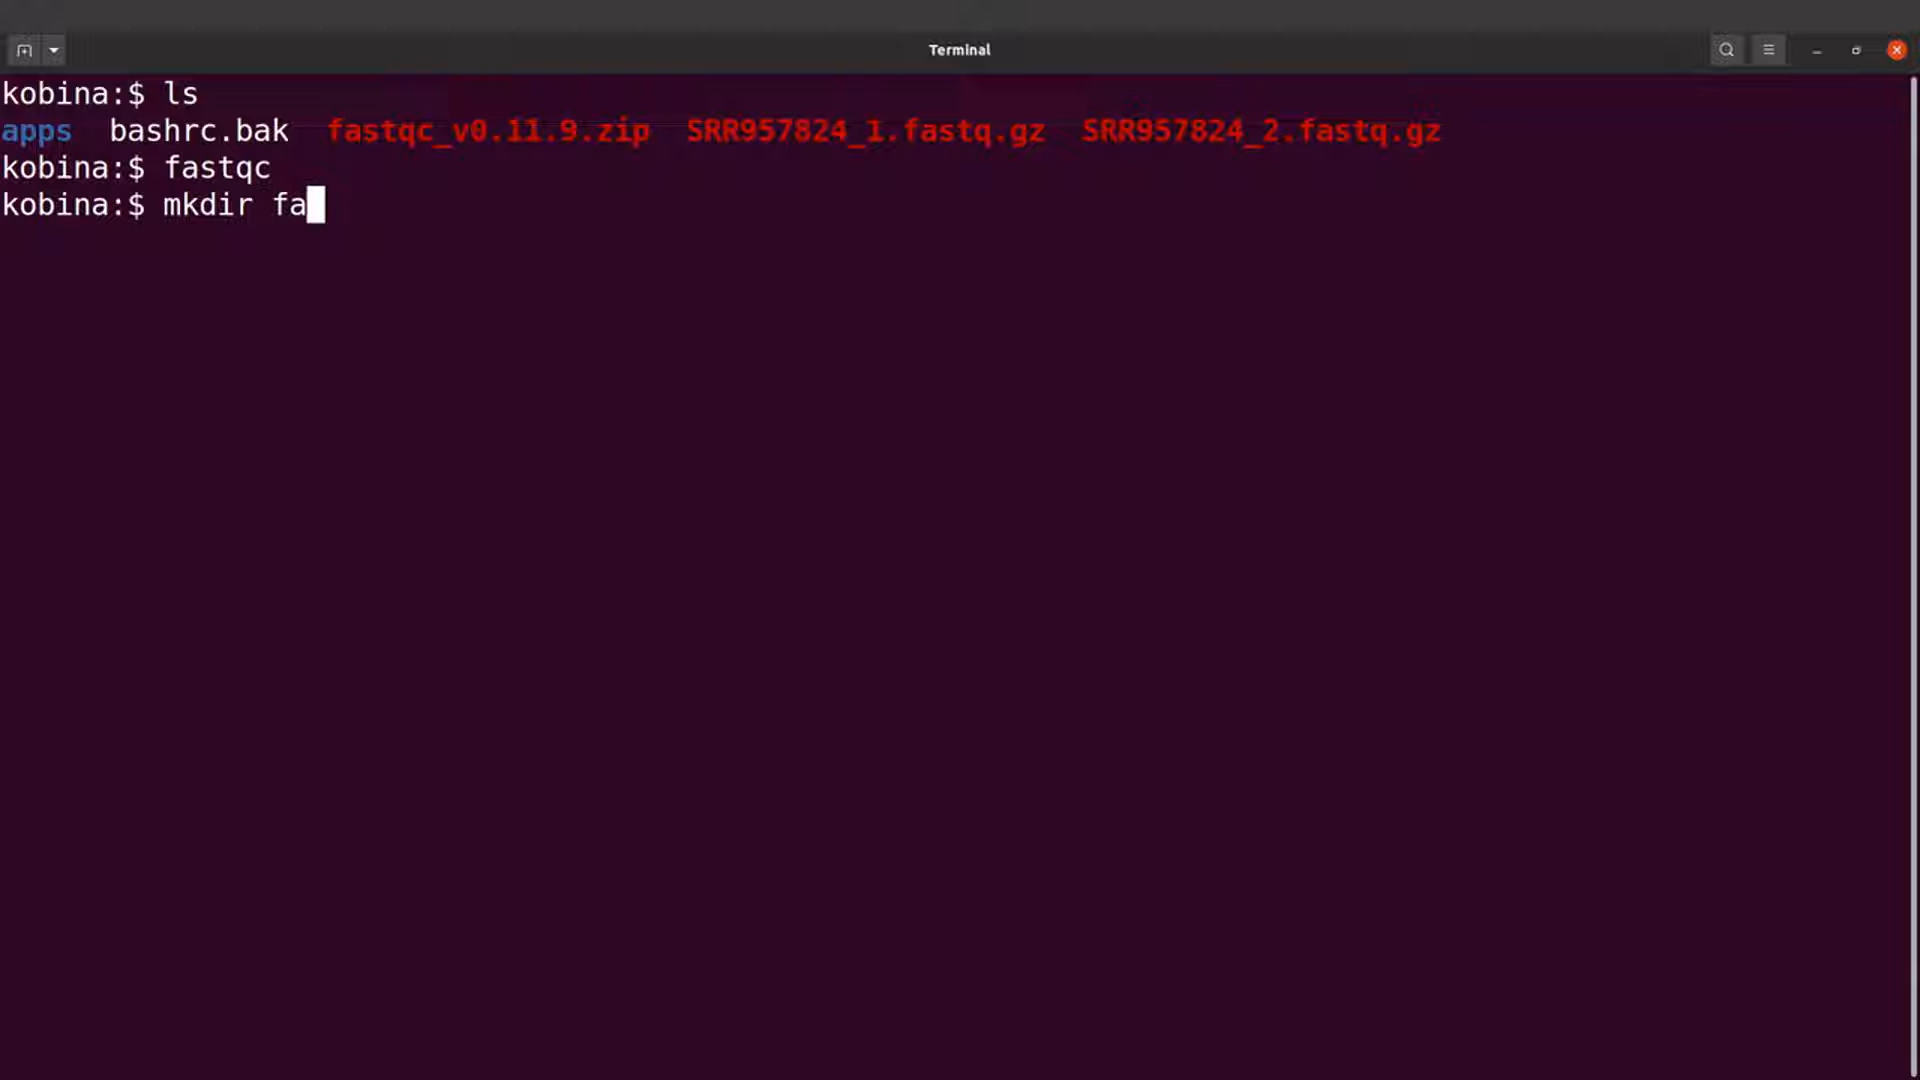 Terminal
kobina:$ ls
apps  bashrc.bak  fastqc_v0.11.9.zip  SRR957824_1.fastq.gz  SRR957824_2.fastq.gz
kobina:$ fastqc
kobina:$ mkdir fa